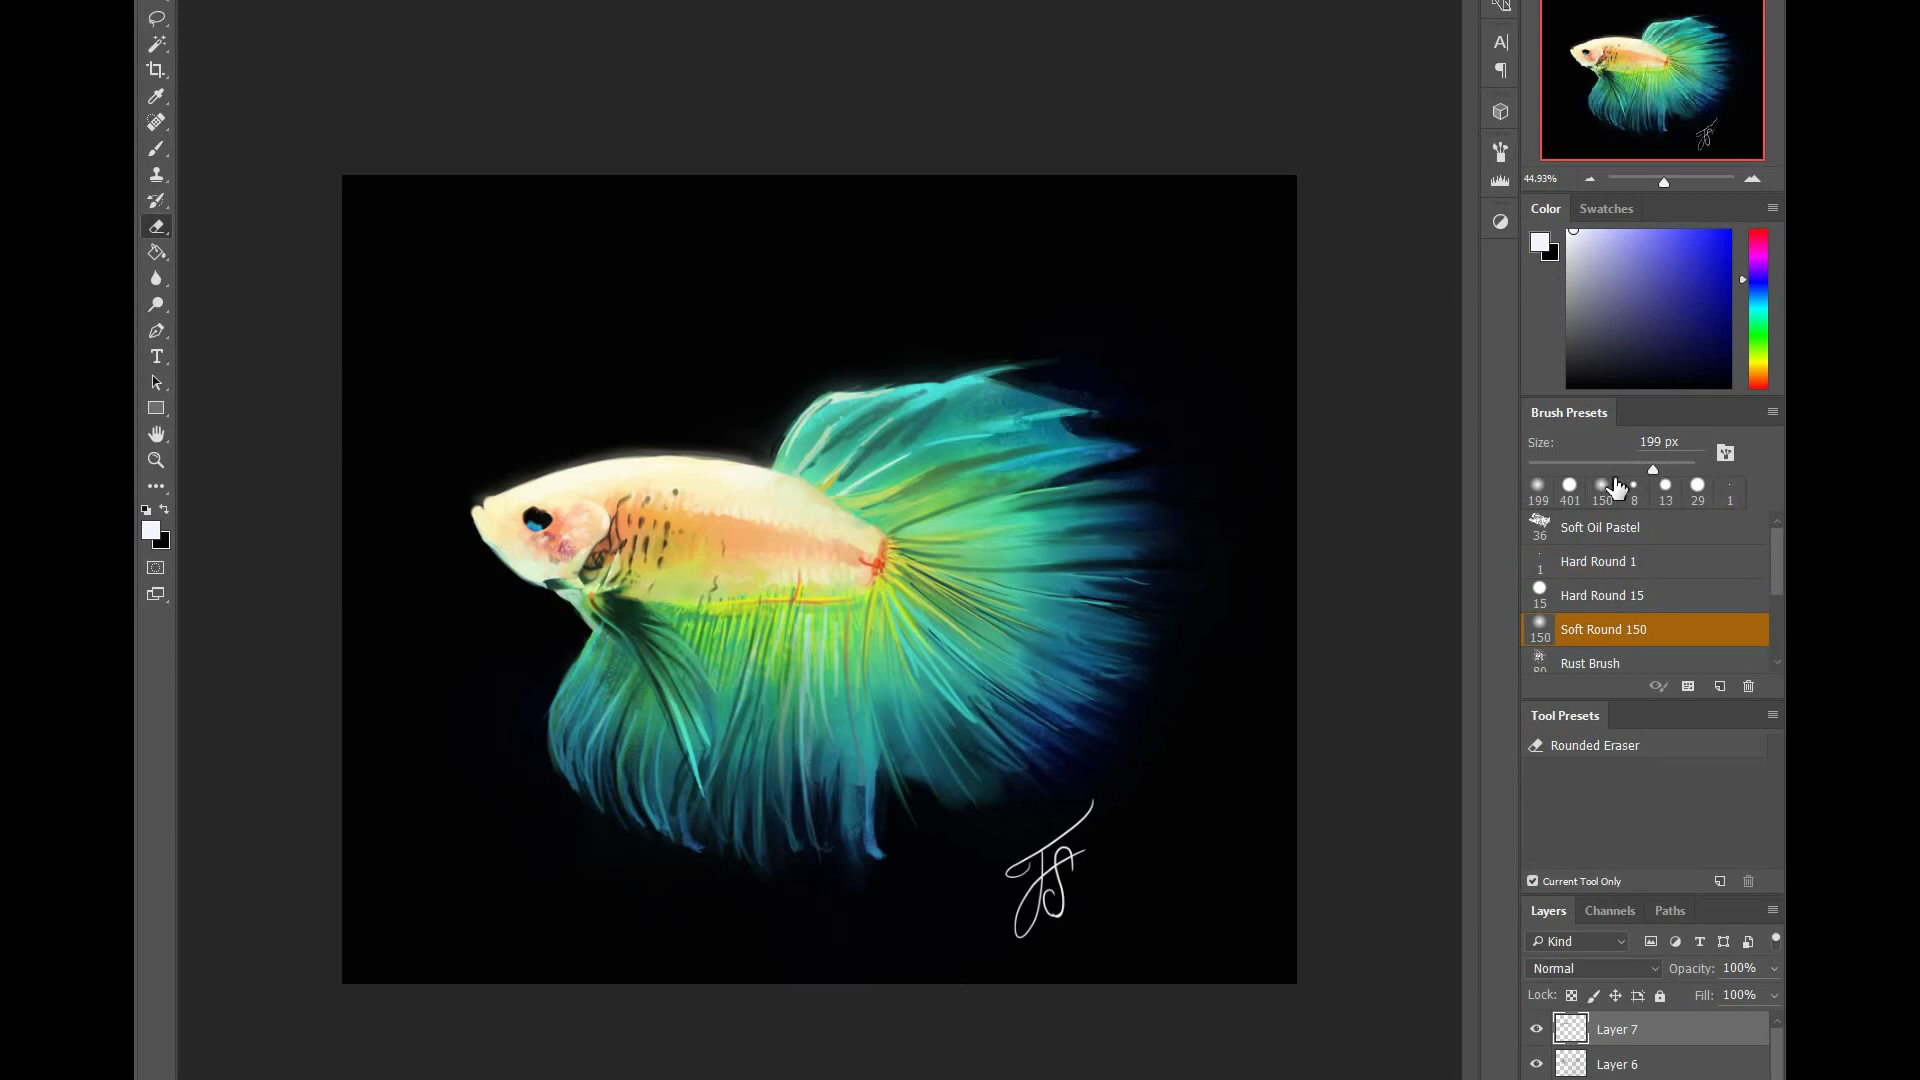 44.93%
Color Swatches
Brush Presets
Size: 199 px
199 401 150 8 13 29 1
36 Soft Oil Pastel
1 Hard Round 1
15 Hard Round 15
150 Soft Round 150
80 Rust Brush
Tool Presets
Rounded Eraser
Current Tool Only
Layers Channels Paths
Kind
Normal Opacity: 100%
Lock: Fill: 100%
Layer 7
Layer 6
JS